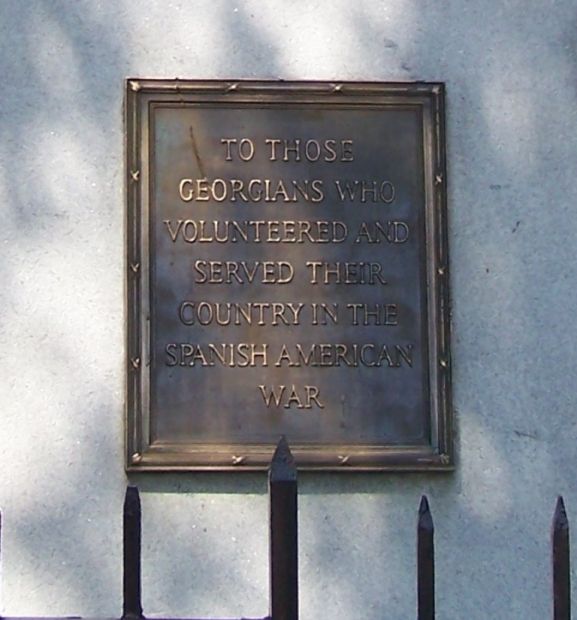 TO THOSE
GEORGIANS WHO
VOLUNTEERED AND
SERVED THEIR
COUNTRY IN THE
SPANISH AMERICAN
WAR